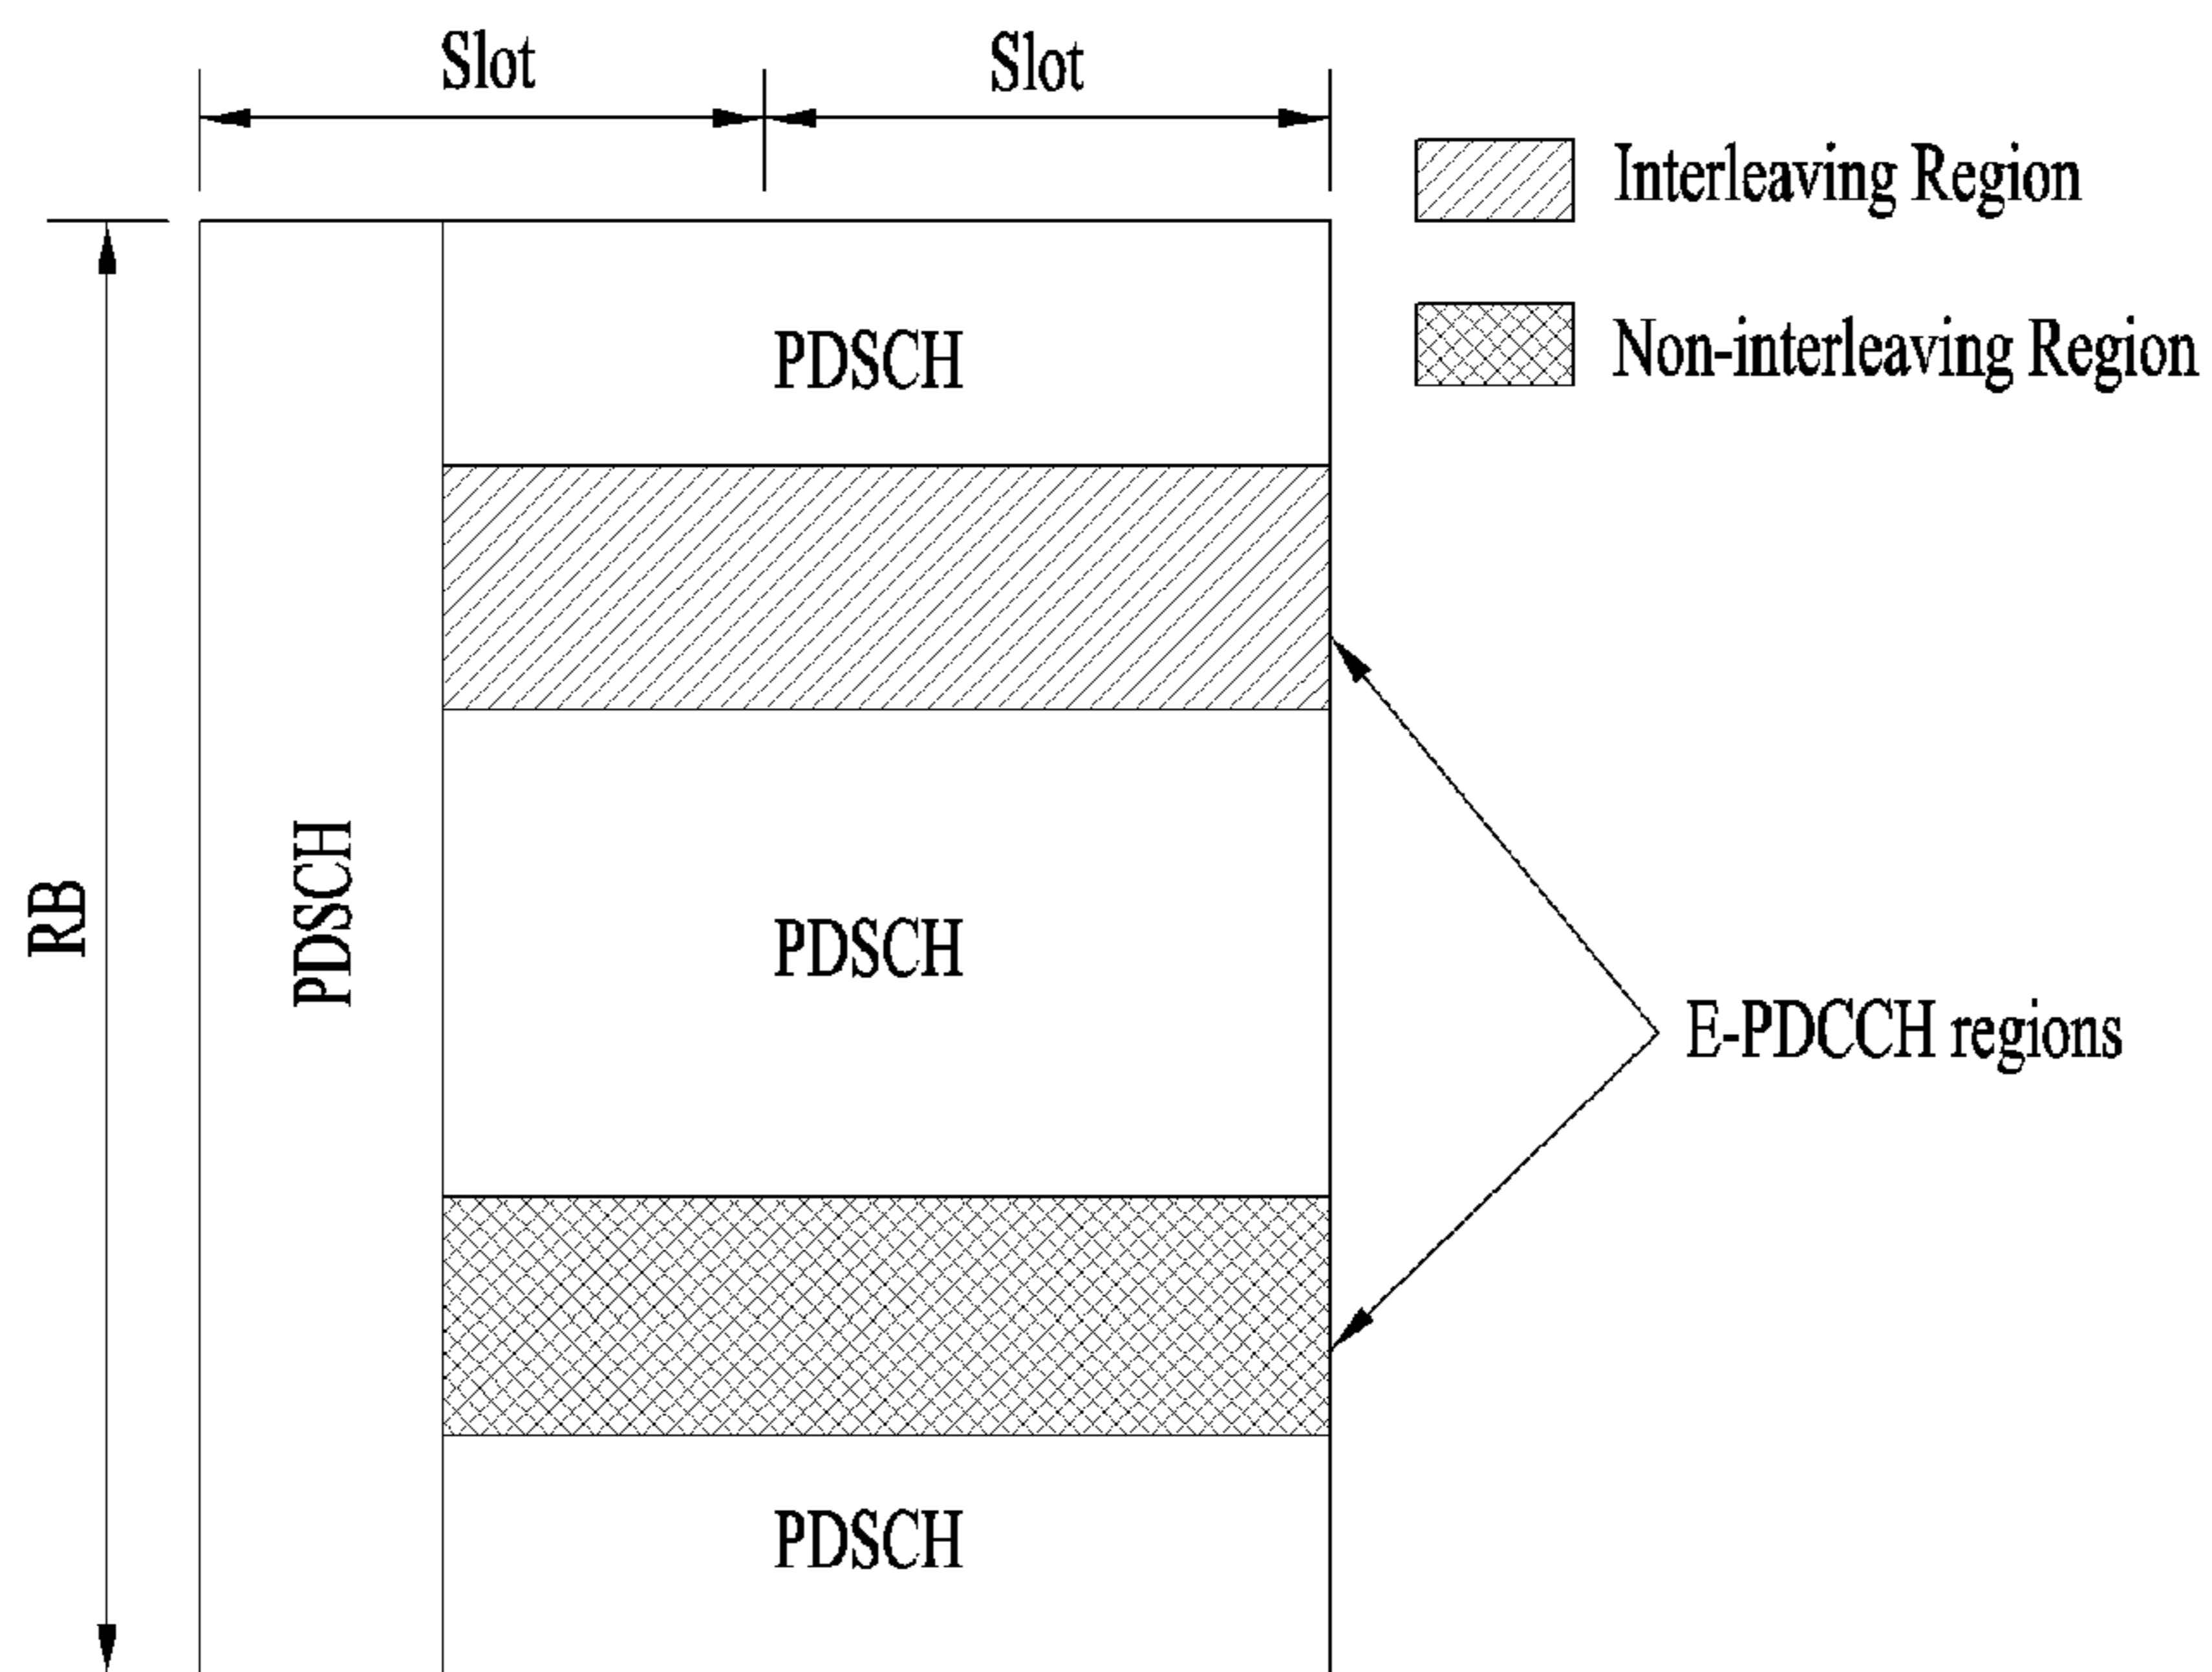 Slot
Slot
Interleaving Region
Non-interleaving Region
PDSCH
PDSCH
RB
PDSCH
E-PDCCH regions
PDSCH